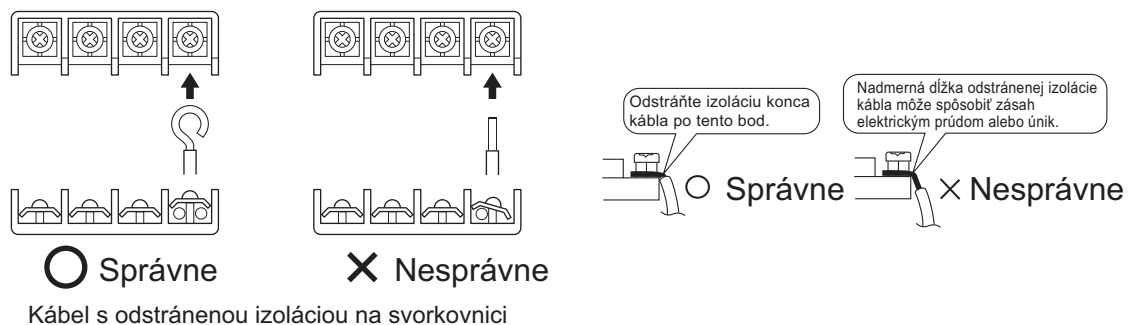 Odstráňte izoláciu konca
kábla po tento bod.
Nadmerná dĺžka odstránenej izolácie
kábla môže spôsobiť zásah
elektrickým prúdom alebo únik.
Správne
Nesprávne
Správne
Nesprávne
Kábel s odstránenou izoláciou na svorkovnici